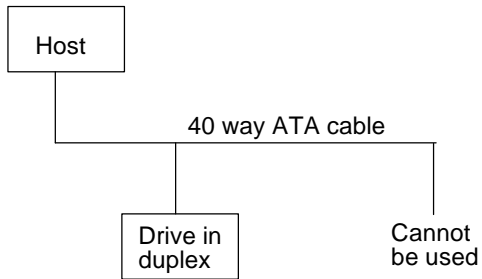 Host
40 way ATA cable
Drive in
duplex
Cannot
be used